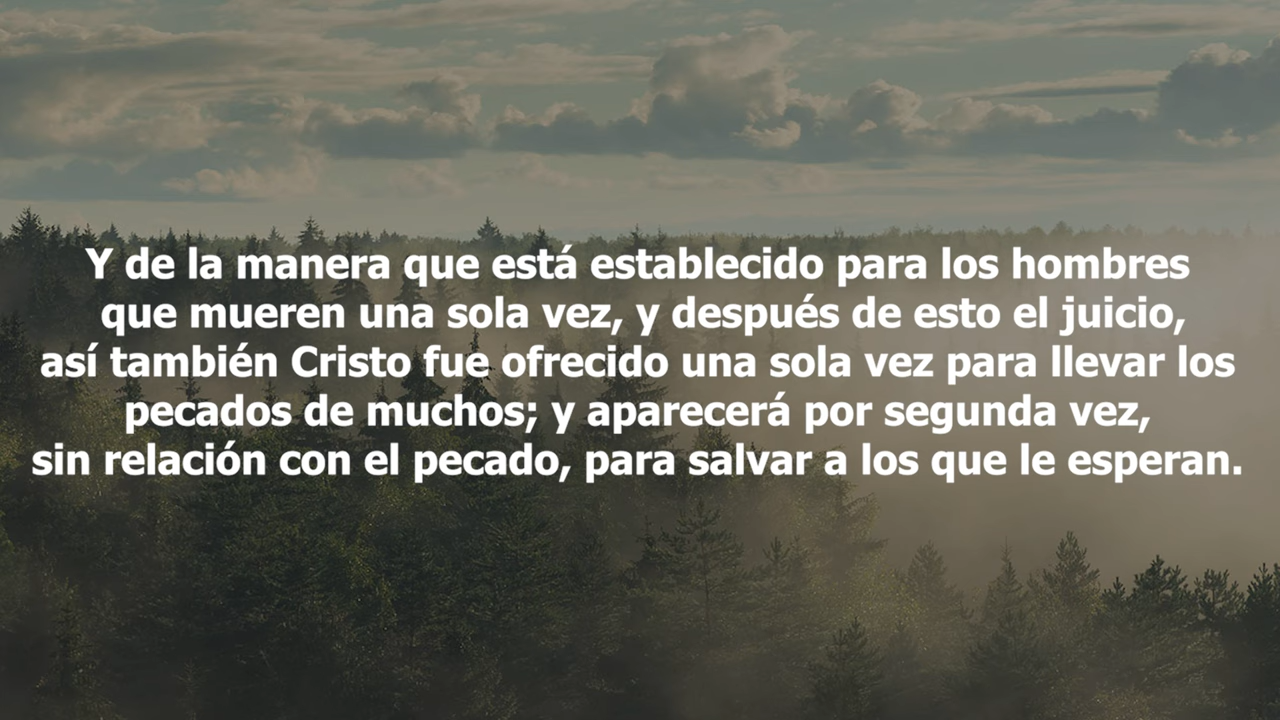 Y de la manera que está establecido para los hombres
que mueren una sola vez, y después de esto el juicio,
así también Cristo fue ofrecido una sola vez para llevar los
pecados de muchos; y aparecerá por segunda vez,
sin relación con el pecado, para salvar a los que le esperan.